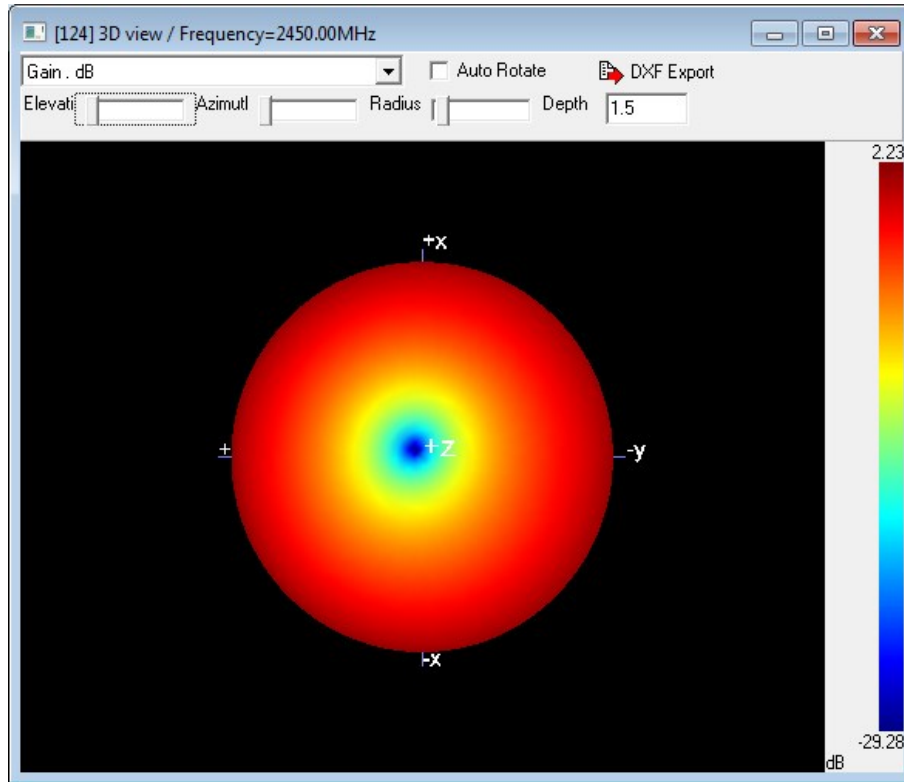 [124] 3D view / Frequency=2450.00MHz
Gain . dB
Auto Rotate
DXF Export
Elevati
Azimutl
Radius
Depth
1.5
2.23
+x
+
+z
-y
-x
-29.28
dB